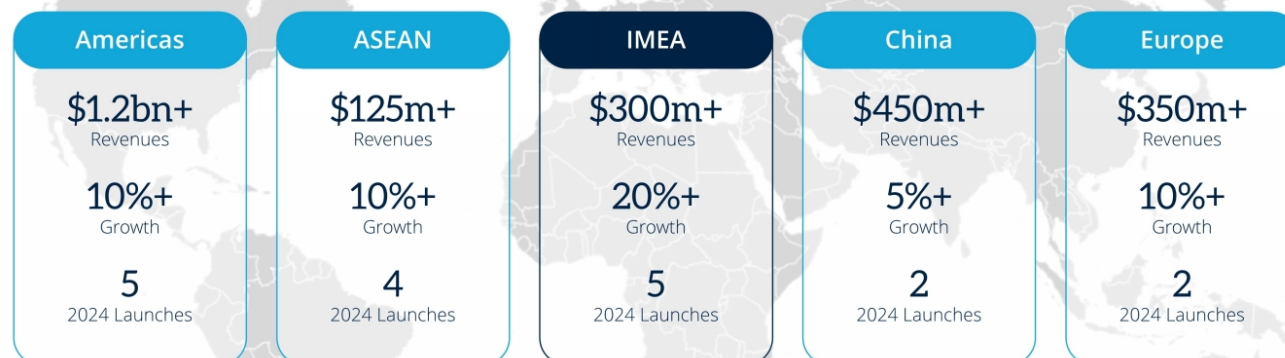 Americas
$1.2bn+
Revenues
10%+
Growth
5
2024 Launches
ASEAN
$125m+
Revenues
10%+
Growth
4
2024 Launches
IMEA
$300m+
Revenues
20%+
Growth
5
2024 Launches
China
$450m+
Revenues
5%+
Growth
2
2024 Launches
Europe
$350m+
Revenues
10%+
Growth
2
2024 Launches